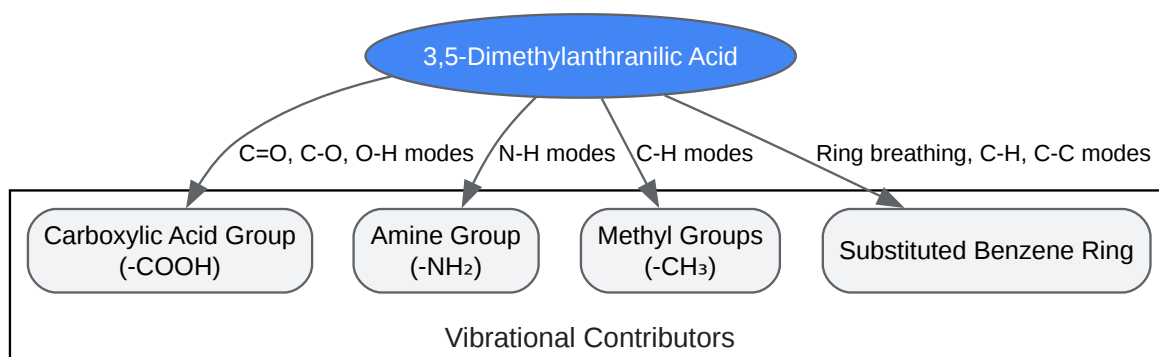 3,5-Dimethylanthranilic Acid
C=O, C-O, O-H modes
N-H modes
C-H modes
Ring breathing, C-H, C-C modes
Carboxylic Acid Group
(-COOH)
Amine Group
(-NH₂)
Methyl Groups
(-CH₃)
Substituted Benzene Ring
Vibrational Contributors